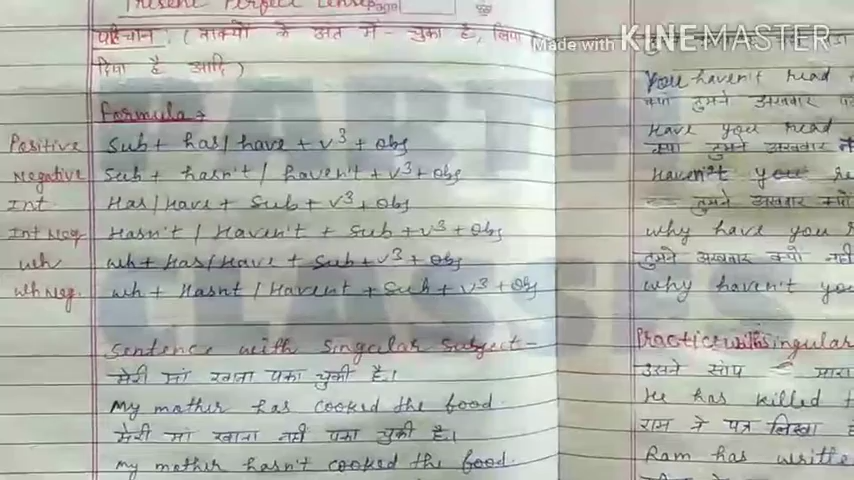 Present Perfect Tense
Page
Made with KINEMASTER
पहिचान : ( वाक्यों के अंत में - चुका है, लिया है
दिया है आदि )
Formula →
Positive Sub + has/have + v³ + obj
Negative Sub + hasn't / haven't + v³ + obj
Int Has/Have + Sub + v³ + obj
Int Neg. Hasn't / Haven't + Sub + v³ + obj
wh wh + Has/Have + Sub + v³ + obj
wh Neg. wh + Hasnt / Havent + Sub + v³ + obj
Sentence with Singular Subject -
मेरी मां खाना पका चुकी है।
My mother has cooked the food.
मेरी मां खाना नहीं पका चुकी है।
My mother hasn't cooked the food.
You haven't read
क्या तुमने अखबार
Have you read
क्या तुमने अखबार
Haven't you
तुमने अखबार क्यों
why have you
तुमने अखबार क्यों नहीं
why haven't you
Practice with singular
उसने सांप मारा
He has killed
राम ने पत्र लिखा
Ram has
VASTH
CLASSES